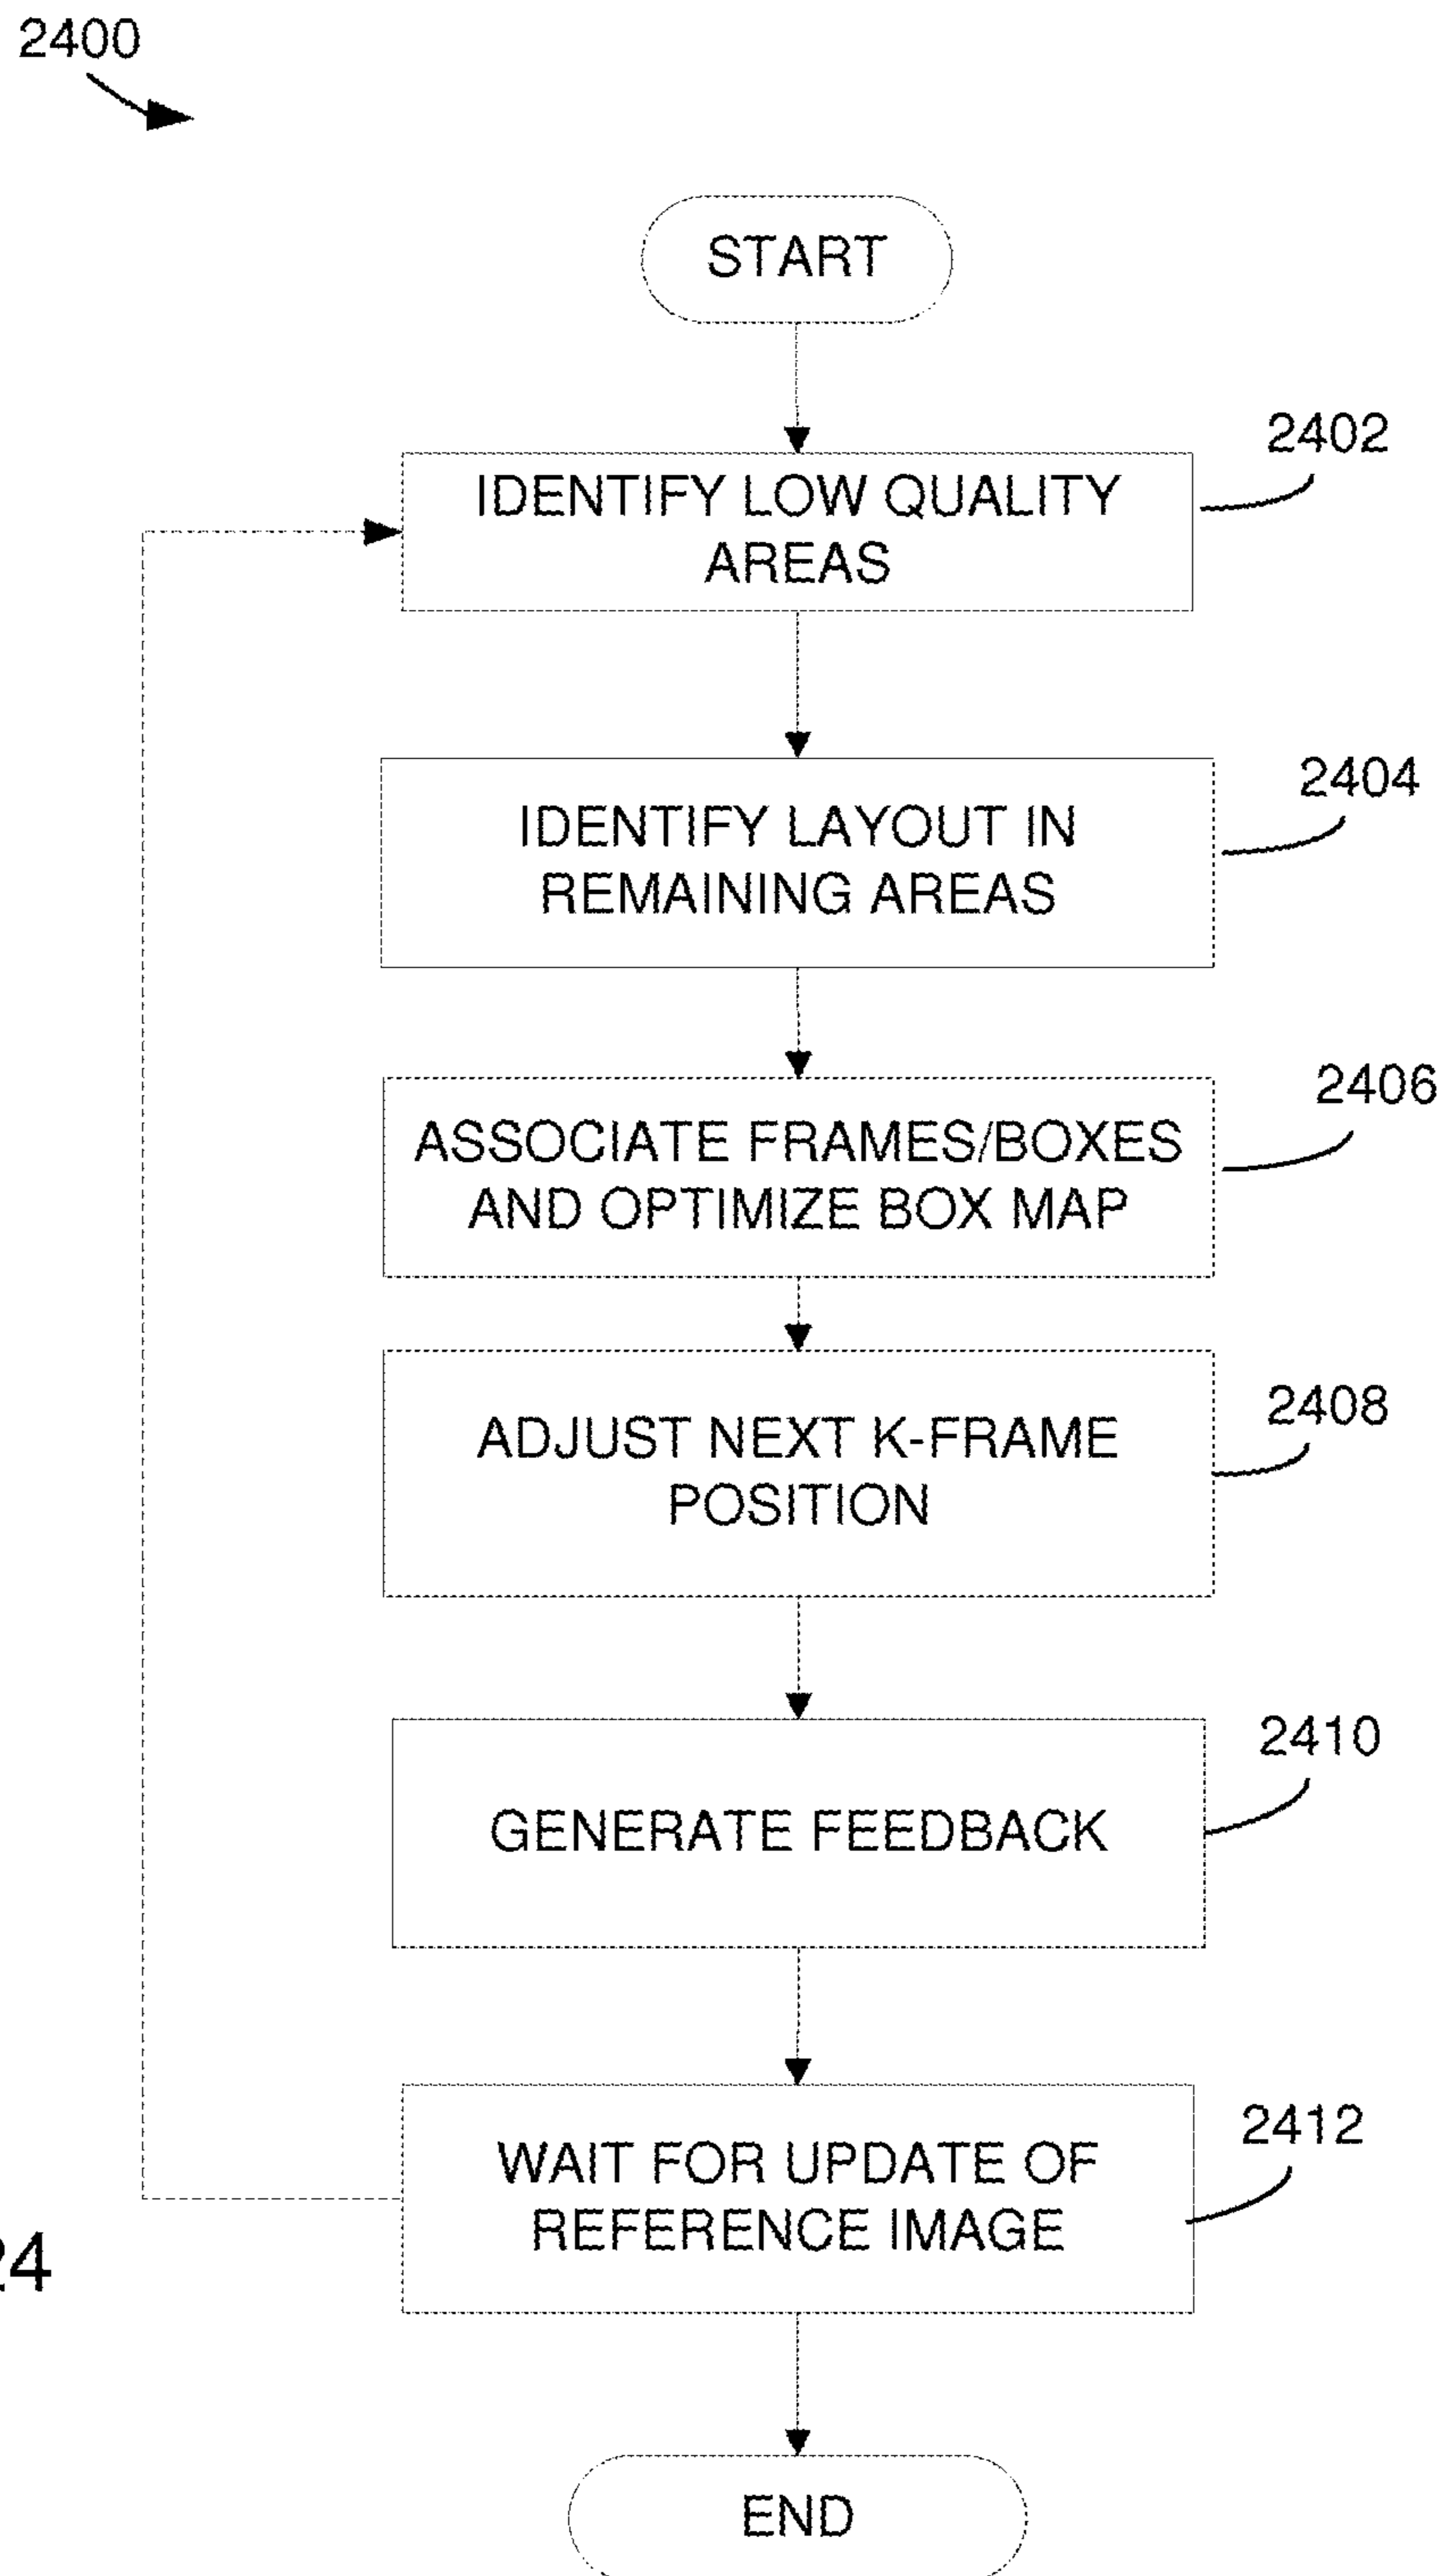 2400
START
2402
IDENTIFY LOW QUALITY
AREAS
2404
IDENTIFY LAYOUT IN
REMAINING AREAS
2406
ASSOCIATE FRAMES/BOXES
AND OPTIMIZE BOX MAP
2408
ADJUST NEXT K-FRAME
POSITION
2410
GENERATE FEEDBACK
2412
WAIT FOR UPDATE OF
REFERENCE IMAGE
24
END